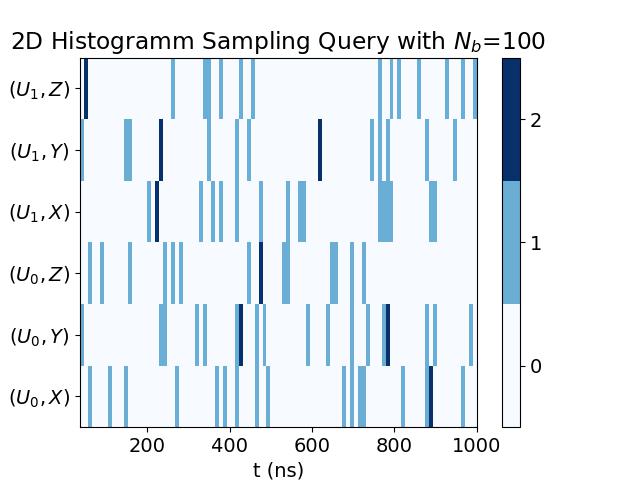 2D Histogramm Sampling Query with $N_b$=100
$(U_1, Z)$
$(U_1, Y)$
$(U_1, X)$
$(U_0, Z)$
$(U_0, Y)$
$(U_0, X)$
200 400 600 800 1000
t (ns)
2
1
0